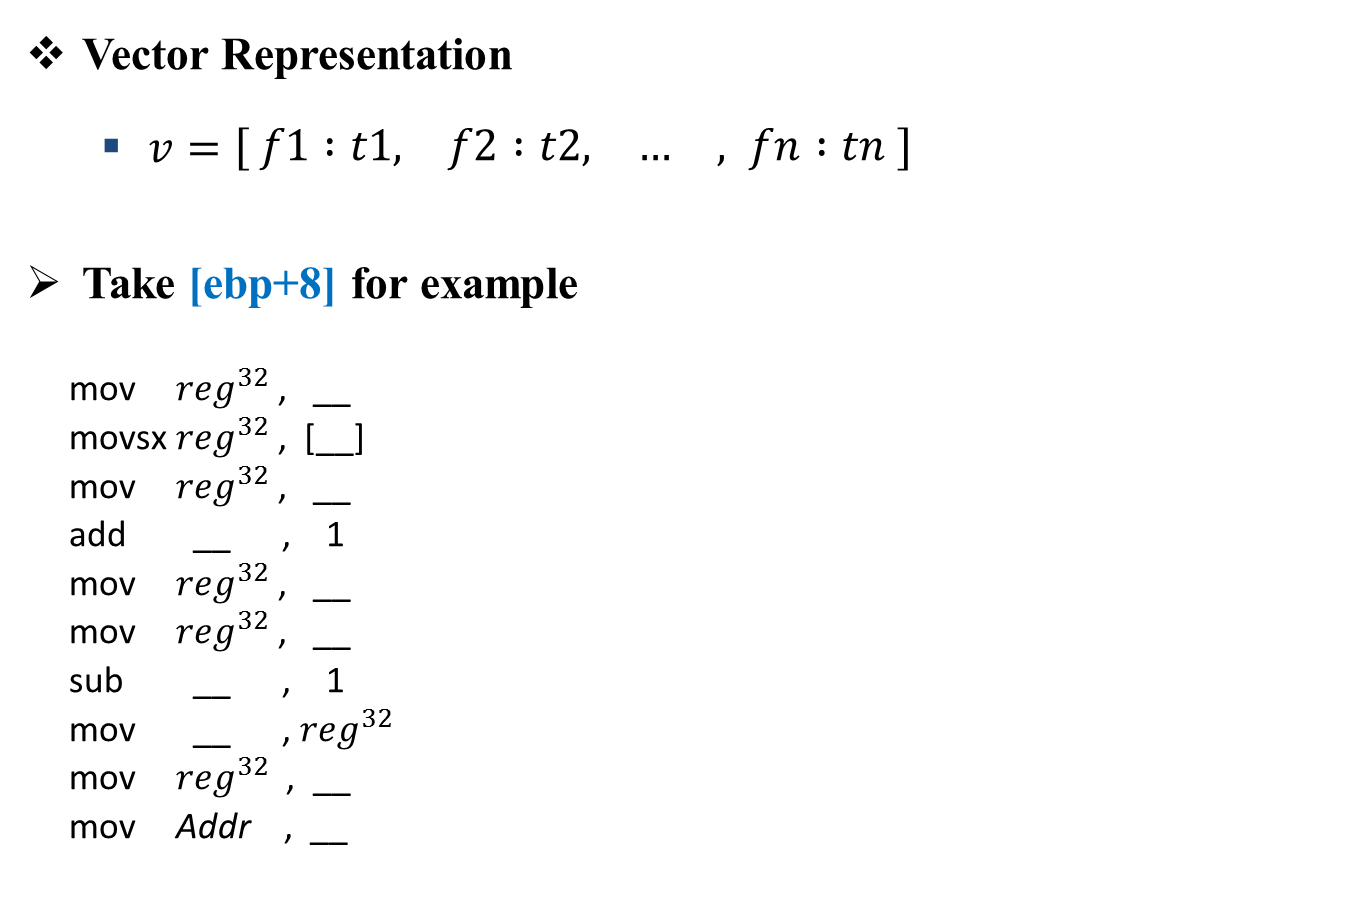 ❖ Vector Representation
▪ v = [ f1 : t1, f2 : t2, … , fn : tn ]
➢ Take [ebp+8] for example
mov reg³² , __
movsx reg³² , [__]
mov reg³² , __
add __ , 1
mov reg³² , __
mov reg³² , __
sub __ , 1
mov __ , reg³²
mov reg³² , __
mov Addr , __